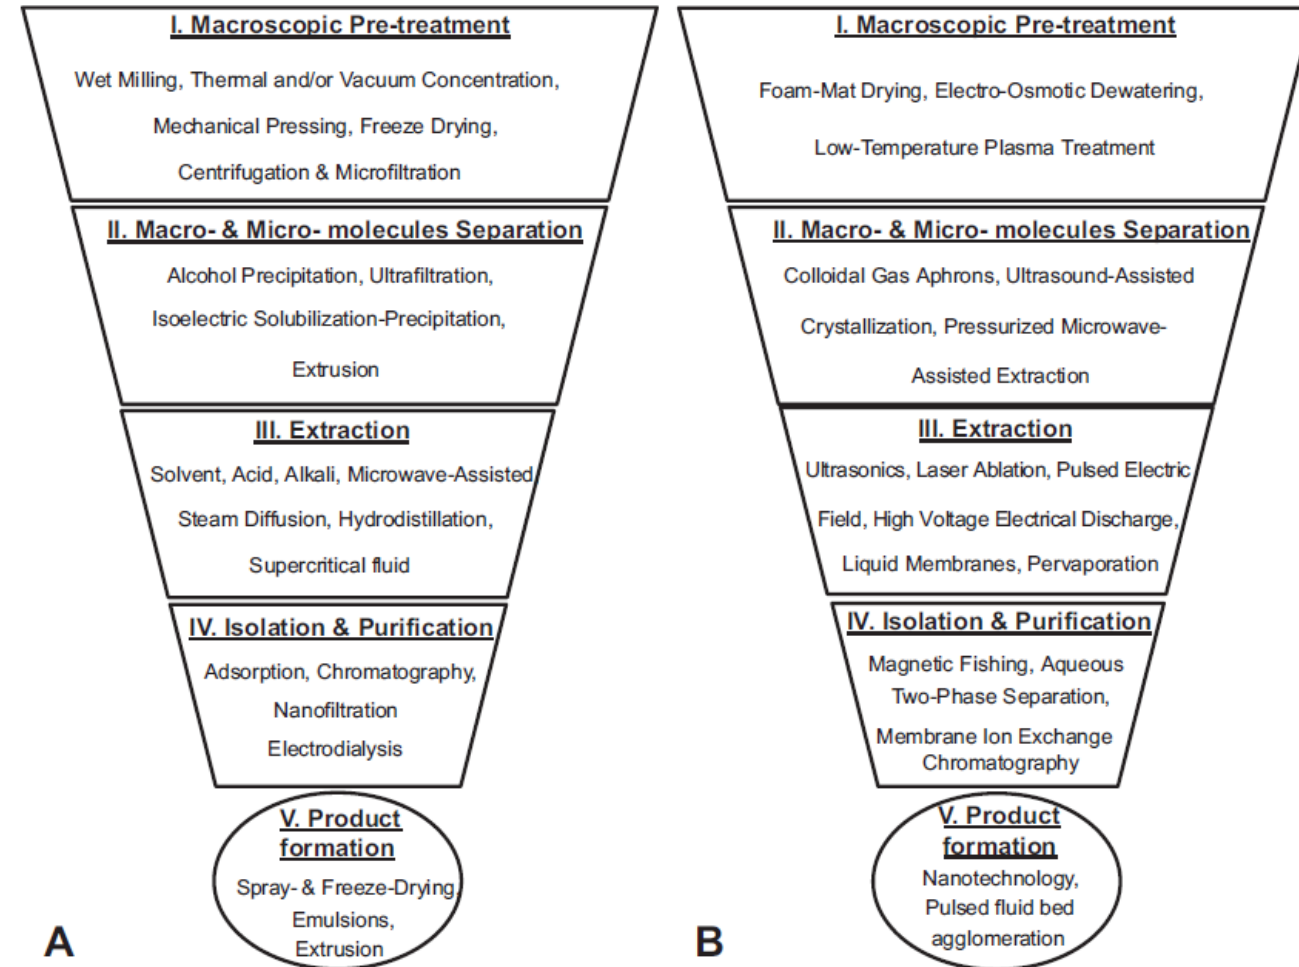 I. Macroscopic Pre-treatment
Wet Milling, Thermal and/or Vacuum Concentration,
Mechanical Pressing, Freeze Drying,
Centrifugation & Microfiltration
II. Macro- & Micro- molecules Separation
Alcohol Precipitation, Ultrafiltration,
Isoelectric Solubilization-Precipitation,
Extrusion
III. Extraction
Solvent, Acid, Alkali, Microwave-Assisted
Steam Diffusion, Hydrodistillation,
Supercritical fluid
IV. Isolation & Purification
Adsorption, Chromatography,
Nanofiltration
Electrodialysis
V. Product
formation
Spray- & Freeze-Drying,
Emulsions,
Extrusion
A
I. Macroscopic Pre-treatment
Foam-Mat Drying, Electro-Osmotic Dewatering,
Low-Temperature Plasma Treatment
II. Macro- & Micro- molecules Separation
Colloidal Gas Aphrons, Ultrasound-Assisted
Crystallization, Pressurized Microwave-
Assisted Extraction
III. Extraction
Ultrasonics, Laser Ablation, Pulsed Electric
Field, High Voltage Electrical Discharge,
Liquid Membranes, Pervaporation
IV. Isolation & Purification
Magnetic Fishing, Aqueous
Two-Phase Separation,
Membrane Ion Exchange
Chromatography
V. Product
formation
Nanotechnology,
Pulsed fluid bed
agglomeration
B